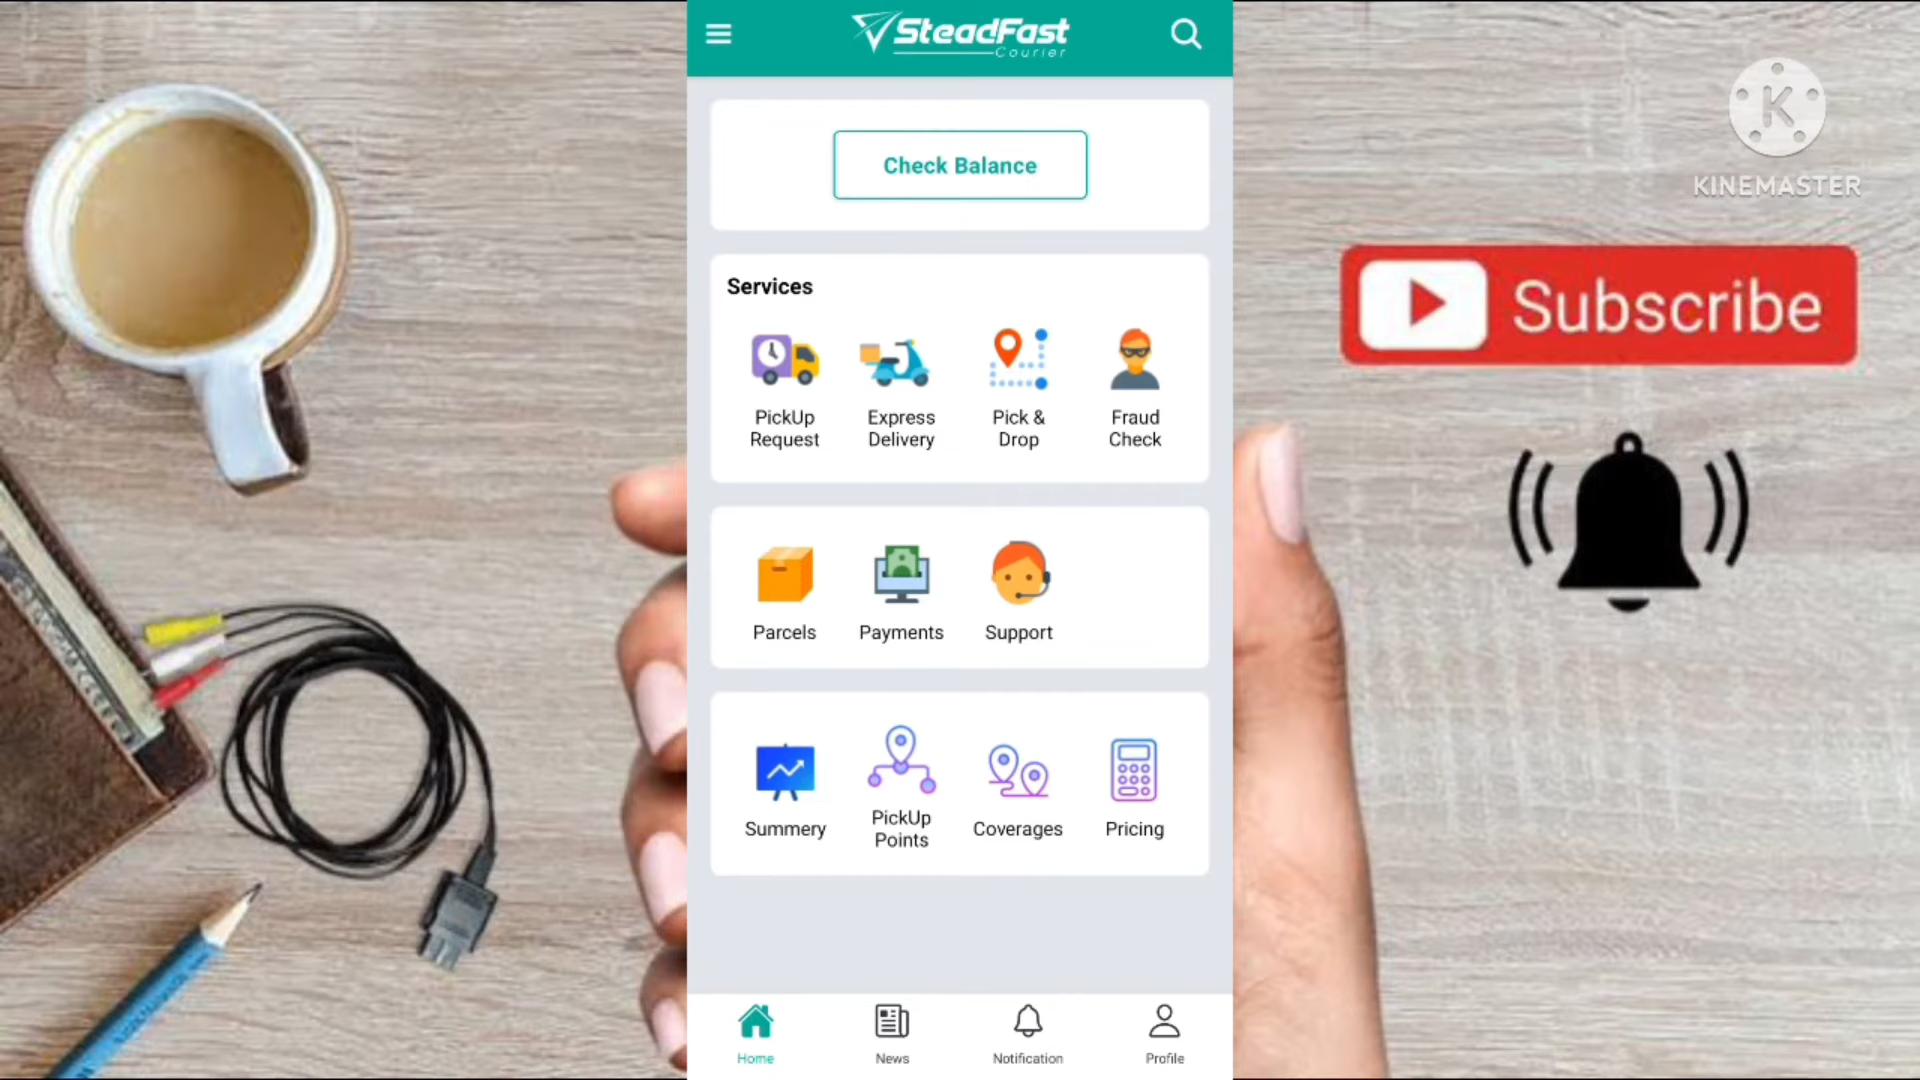 SteadFast
Courier
KINEMASTER
Check Balance
Subscribe
Services
PickUp
Request
Express
Delivery
Pick &
Drop
Fraud
Check
Parcels
Payments
Support
Summery
PickUp
Points
Coverages
Pricing
Home
News
Notification
Profile